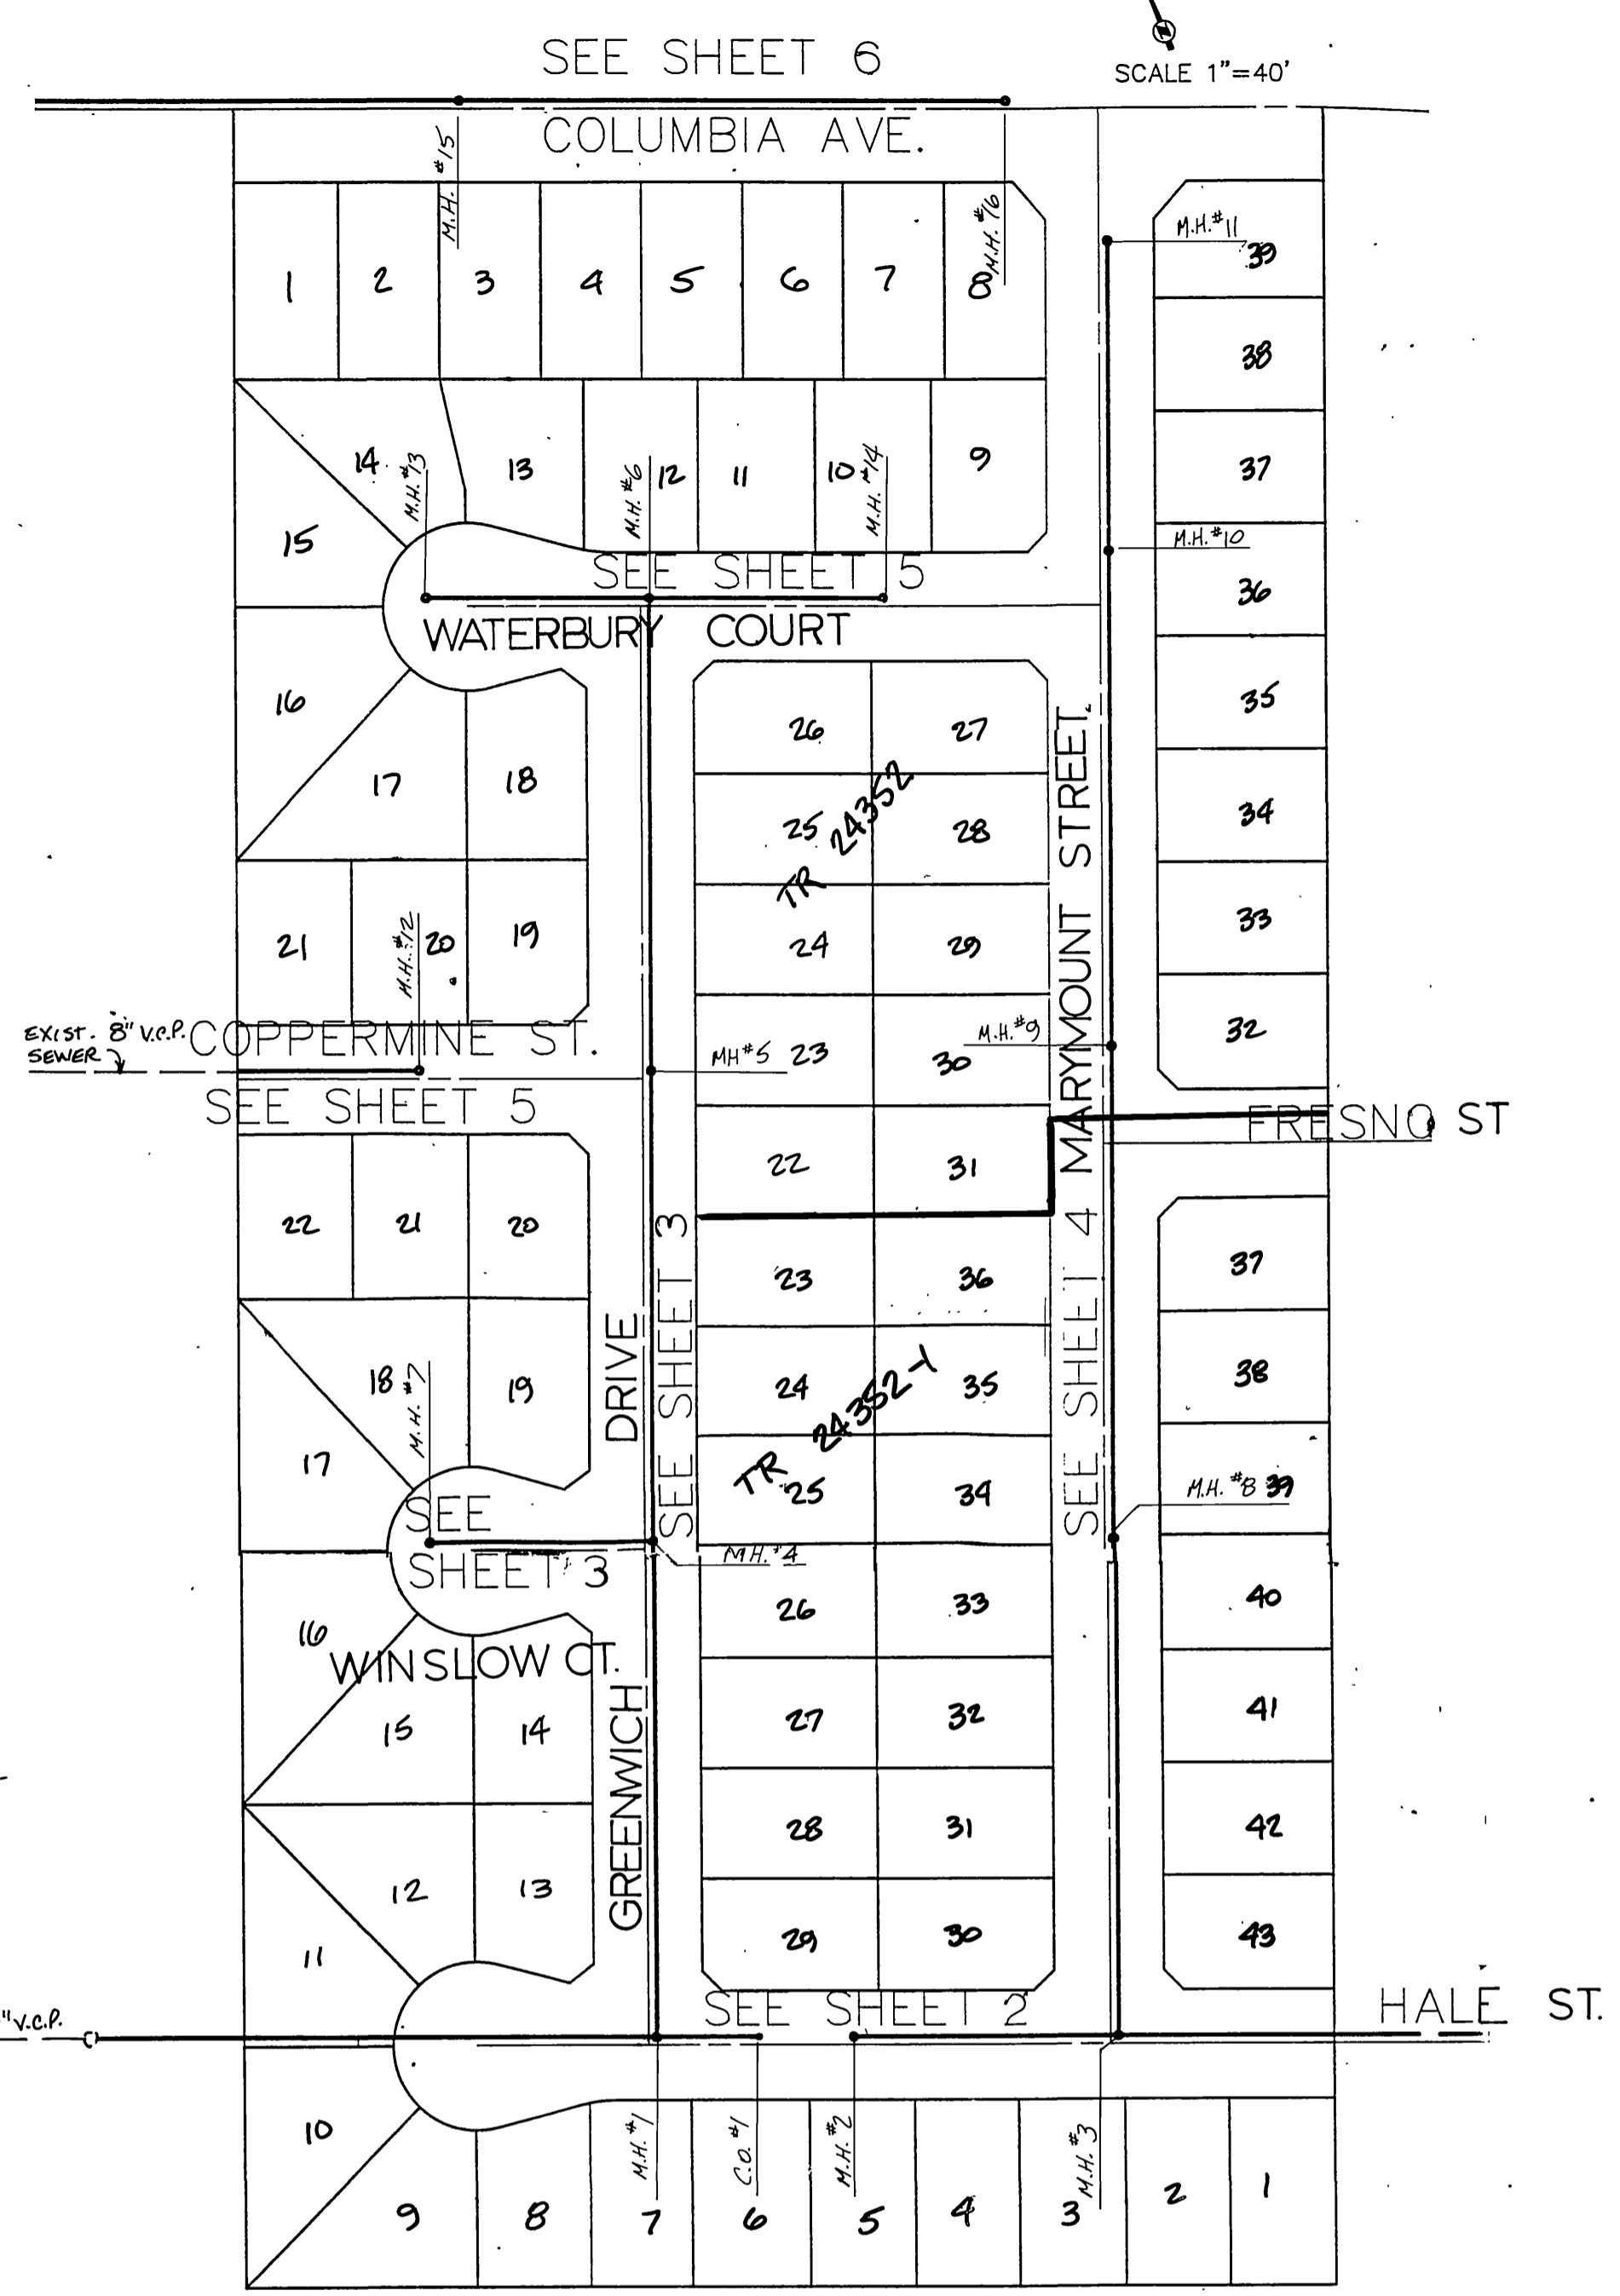 SEE SHEET 6
SCALE 1"=40'
COLUMBIA AVE.
M.H. #15
M.H. #16
M.H. #11
1 2 3 4 5 6 7 8
39
38
37
M.H. #10
36
35
34
33
32
14 13 12 11 10 9
M.H. #13
M.H. #6
M.H. #14
15
SEE SHEET 5
WATERBURY COURT
16
17 18
26 27
25 28
TR 24352
24 29
23 30
22 31
MARYMOUNT STREET
M.H. #9
21 20 19
M.H. #12
EXIST. 8" V.C.P.
SEWER
COPPERMINE ST.
SEE SHEET 5
MH #5
FRESNO ST
22 21 20
18 19
M.H. #7
17
SEE
SHEET 3
DRIVE
SEE SHEET 3
SEE SHEET 4
23 36
24 35
TR 24352-1
25 34
M.H. #4
26 33
27 32
28 31
29 30
37
38
M.H. #8 39
40
41
42
43
16
WINSLOW CT.
15 14
GREENWICH
12 13
11
"V.C.P.
SEE SHEET 2
HALE ST.
10
M.H. #1
C.O. #1
M.H. #2
M.H. #3
9 8 7 6 5 4 3 2 1